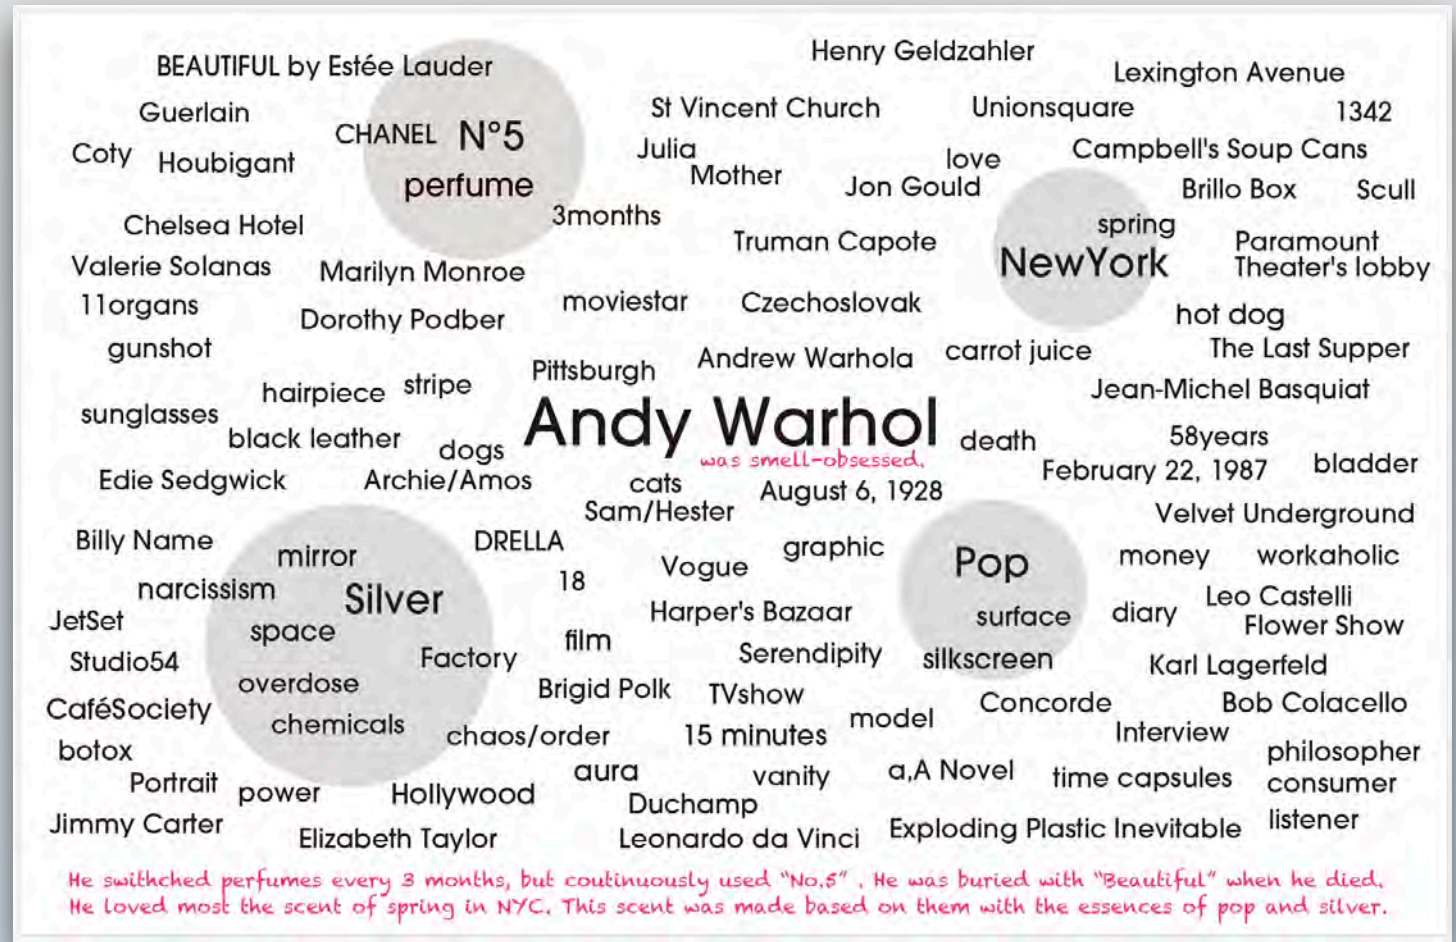 Henry Geldzahler
BEAUTIFUL by Estée Lauder
Lexington Avenue
Guerlain
St Vincent Church
Unionsquare
1342
CHANEL N°5
Coty
Houbigant
Julia
love
Campbell's Soup Cans
perfume
Mother
Jon Gould
Brillo Box
Scull
3months
Chelsea Hotel
spring
Truman Capote
Paramount
Theater's lobby
NewYork
Valerie Solanas
Marilyn Monroe
11organs
moviestar
Czechoslovak
Dorothy Podber
hot dog
gunshot
Andrew Warhola
carrot juice
The Last Supper
Pittsburgh
hairpiece
stripe
Jean-Michel Basquiat
sunglasses
Andy Warhol
black leather
dogs
death
58years
was smell-obsessed.
February 22, 1987
bladder
Edie Sedgwick
Archie/Amos
cats
Sam/Hester
August 6, 1928
Velvet Underground
Billy Name
mirror
DRELLA
graphic
Pop
money
workaholic
Vogue
18
narcissism
Silver
JetSet
Harper's Bazaar
surface
diary
Leo Castelli
Flower Show
space
film
Studio54
Factory
Serendipity
silkscreen
Karl Lagerfeld
overdose
Brigid Polk
TVshow
CaféSociety
chemicals
model
Concorde
Bob Colacello
chaos/order
15 minutes
Interview
botox
philosopher
consumer
listener
Portrait
power
aura
vanity
a,A Novel
time capsules
Hollywood
Duchamp
Jimmy Carter
Elizabeth Taylor
Leonardo da Vinci
Exploding Plastic Inevitable
He swithched perfumes every 3 months, but coutinuously used "No.5" . He was buried with "Beautiful" when he died.
He loved most the scent of spring in NYC. This scent was made based on them with the essences of pop and silver.